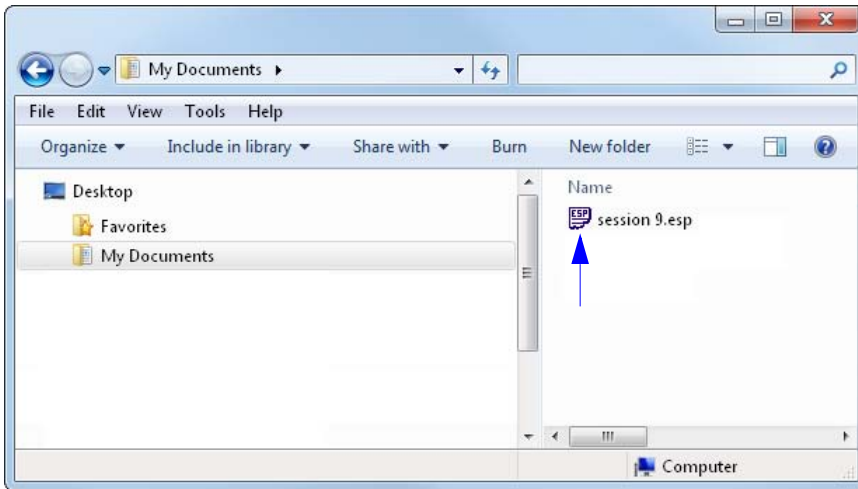 My Documents
File Edit View Tools Help
Organize Include in library Share with Burn New folder
Desktop
Favorites
My Documents
Name
ESP session 9.esp
Computer